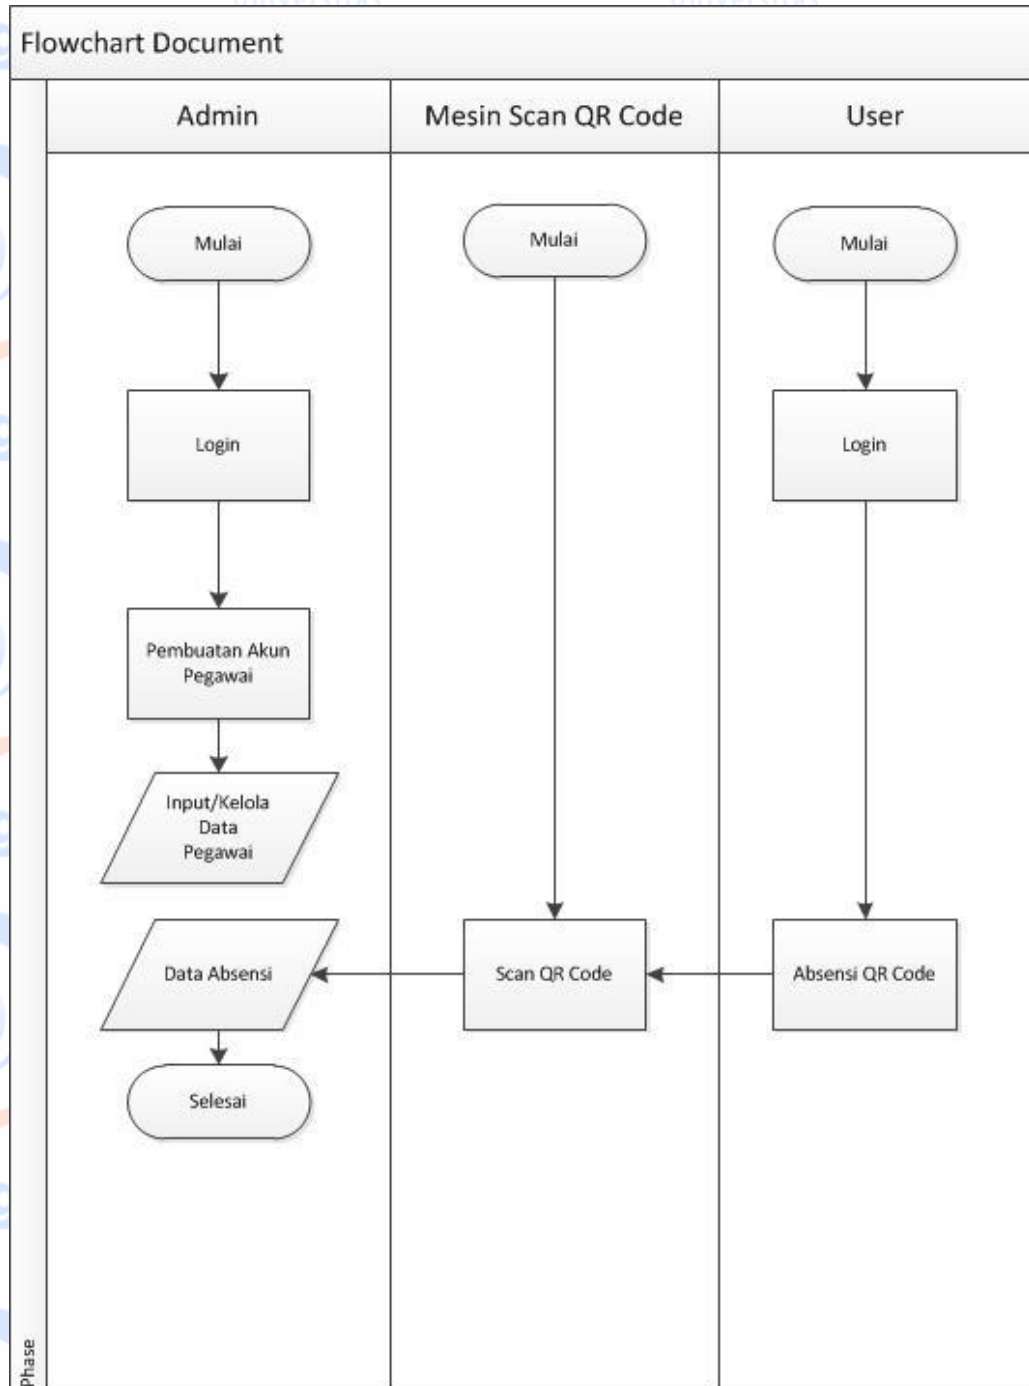 Flowchart Document
Admin
Mesin Scan QR Code
User
Mulai
Mulai
Mulai
Login
Login
Pembuatan Akun
Pegawai
Input/Kelola
Data
Pegawai
Data Absensi
Scan QR Code
Absensi QR Code
Selesai
Phase